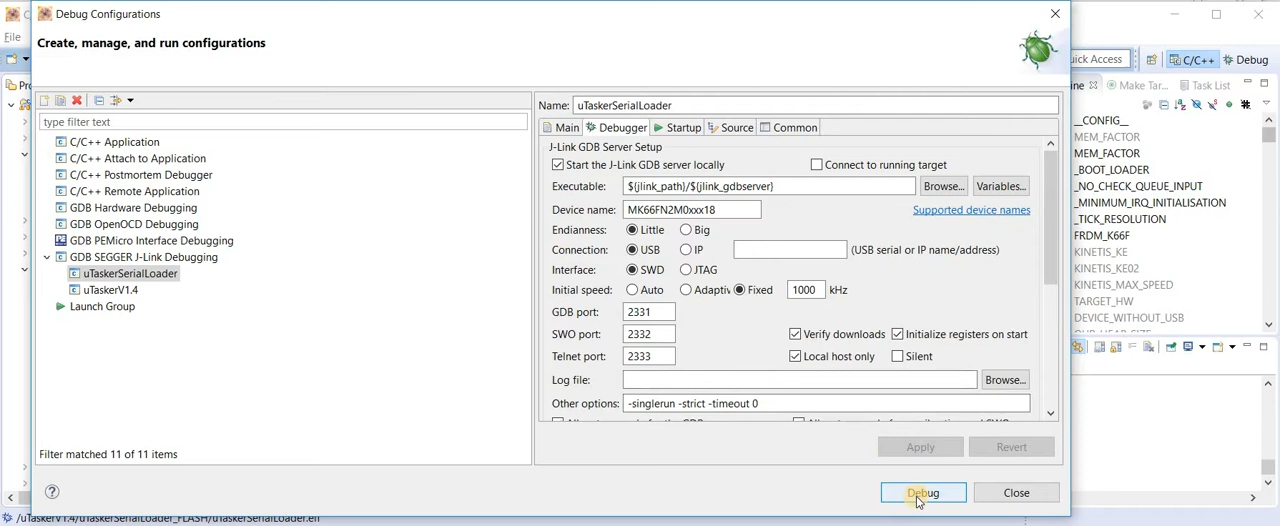 Debug Configurations
Create, manage, and run configurations
File
Quick Access
C/C++
Debug
Make Tar...
Task List
type filter text
C/C++ Application
C/C++ Attach to Application
C/C++ Postmortem Debugger
C/C++ Remote Application
GDB Hardware Debugging
GDB OpenOCD Debugging
GDB PEMicro Interface Debugging
GDB SEGGER J-Link Debugging
uTaskerSerialLoader
uTaskerV1.4
Launch Group
Filter matched 11 of 11 items
Name: uTaskerSerialLoader
Main Debugger Startup Source Common
J-Link GDB Server Setup
Start the J-Link GDB server locally Connect to running target
Executable: ${jlink_path}/${jlink_gdbserver} Browse... Variables...
Device name: MK66FN2M0xxx18 Supported device names
Endianness: Little Big
Connection: USB IP (USB serial or IP name/address)
Interface: SWD JTAG
Initial speed: Auto Adaptiv Fixed 1000 kHz
GDB port: 2331
SWO port: 2332 Verify downloads Initialize registers on start
Telnet port: 2333 Local host only Silent
Log file: Browse...
Other options: -singlerun -strict -timeout 0
Apply Revert
Debug Close
__CONFIG__
MEM_FACTOR
MEM_FACTOR
_BOOT_LOADER
_NO_CHECK_QUEUE_INPUT
_MINIMUM_IRQ_INITIALISATION
_TICK_RESOLUTION
FRDM_K66F
KINETIS_KE
KINETIS_KE02
KINETIS_MAX_SPEED
TARGET_HW
DEVICE_WITHOUT_USB
/uTaskerV1.4/uTaskerSerialLoader_FLASH/uTaskerSerialLoader.elf